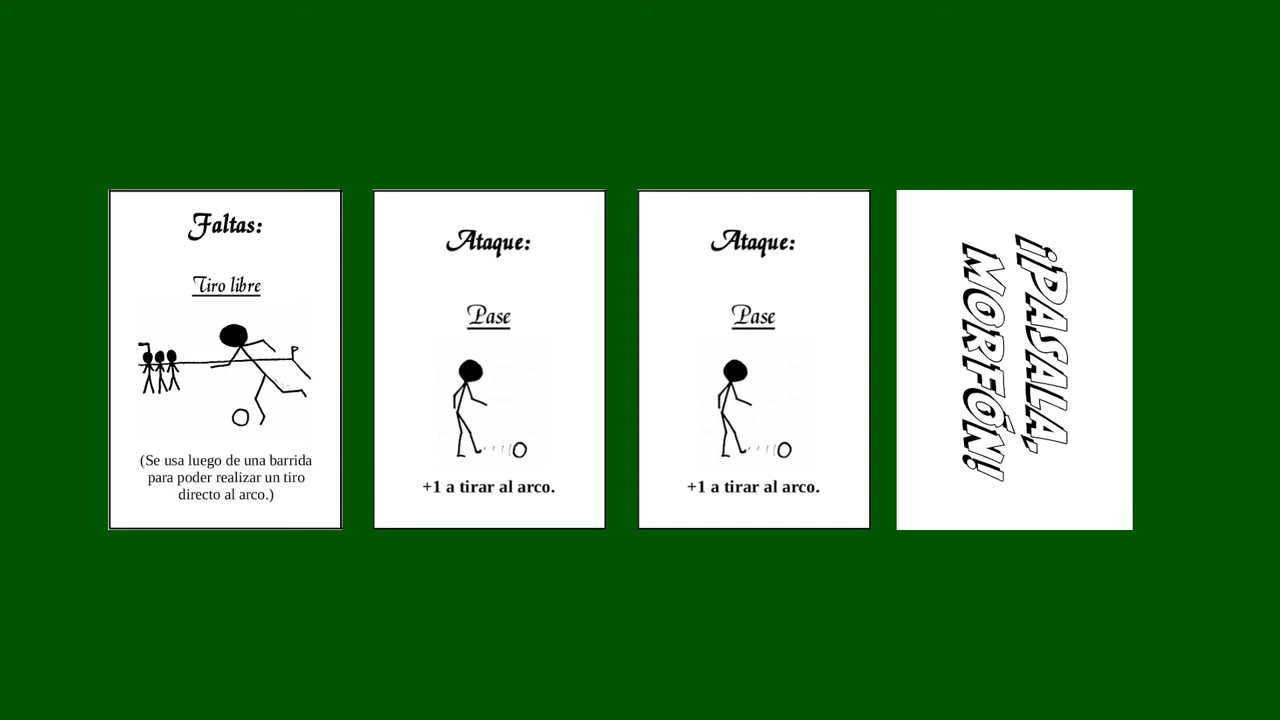 Faltas:
Tiro libre
(Se usa luego de una barrida
para poder realizar un tiro
directo al arco.)
Ataque:
Pase
+1 a tirar al arco.
Ataque:
Pase
+1 a tirar al arco.
¡PASALA,
MORFÓN!